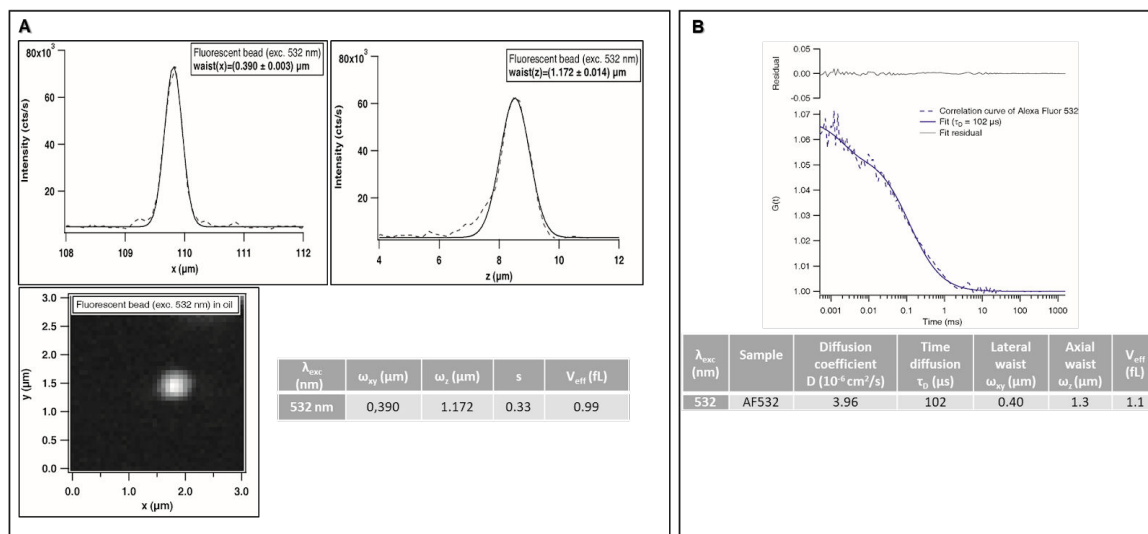 A
80x10³
60
40
20
Intensity (cts/s)
Fluorescent bead (exc. 532 nm)
waist(x)=(0.390 ± 0.003) µm
108 109 110 111 112
x (µm)
80x10³
60
40
20
Intensity (cts/s)
Fluorescent bead (exc. 532 nm)
waist(z)=(1.172 ± 0.014) µm
4 6 8 10 12
z (µm)
Fluorescent bead (exc. 532 nm) in oil
3.0
2.5
2.0
1.5
1.0
0.5
0.0
y (µm)
0.0 1.0 2.0 3.0
x (µm)
λexc (nm) ωxy (µm) ωz (µm) s Veff (fL)
532 nm 0,390 1.172 0.33 0.99
B
0.05
0.00
-0.05
Residual
Correlation curve of Alexa Fluor 532
Fit (τD = 102 µs)
Fit residual
1.07
1.06
1.05
1.04
1.03
1.02
1.01
1.00
G(t)
0.001 0.01 0.1 1 10 100 1000
Time (ms)
λexc (nm) Sample Diffusion coefficient D (10⁻⁶ cm²/s) Time diffusion τD (µs) Lateral waist ωxy (µm) Axial waist ωz (µm) Veff (fL)
532 AF532 3.96 102 0.40 1.3 1.1